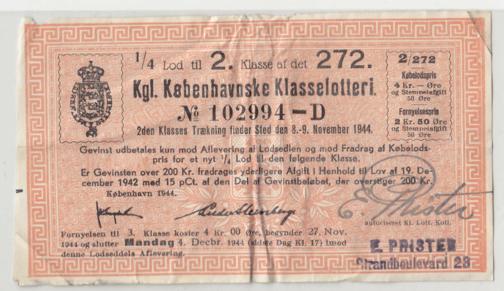 1/4 Lod til 2. Klasse af det 272.
Kgl. Københavnske Klasselotteri.
№ 102994-D
2den Klasses Trækning finder Sted den 8.-9. November 1944.
2/272
Købelodspris
4 Kr. — Øre
og Stempelafgift
50 Øre
Fornyelsespris
2 Kr. 50 Øre
og Stempelafgift
50 Øre
Gevinst udbetales kun mod Aflevering af Lodsedlen og mod Fradrag af Købelods-
pris for et nyt 1/4 Lod i den følgende Klasse.
Er Gevinsten over 200 Kr. fradrages yderligere Afgift i Henhold til Lov af 19. De-
cember 1942 med 15 pCt. af den Del af Gevinstbeløbet, der overstiger 200 Kr.
København 1944.
E. Prister
autoriseret Kl. Lott. Koll.
Fornyelsen til 3. Klasse koster 4 Kr. 00 Øre, begynder 27. Nov.
1944 og slutter Mandag 4. Decbr. 1944 (sidste Dag Kl. 17) imod
denne Lodseddels Aflevering.
E. PRISTER
Strandboulevard 23